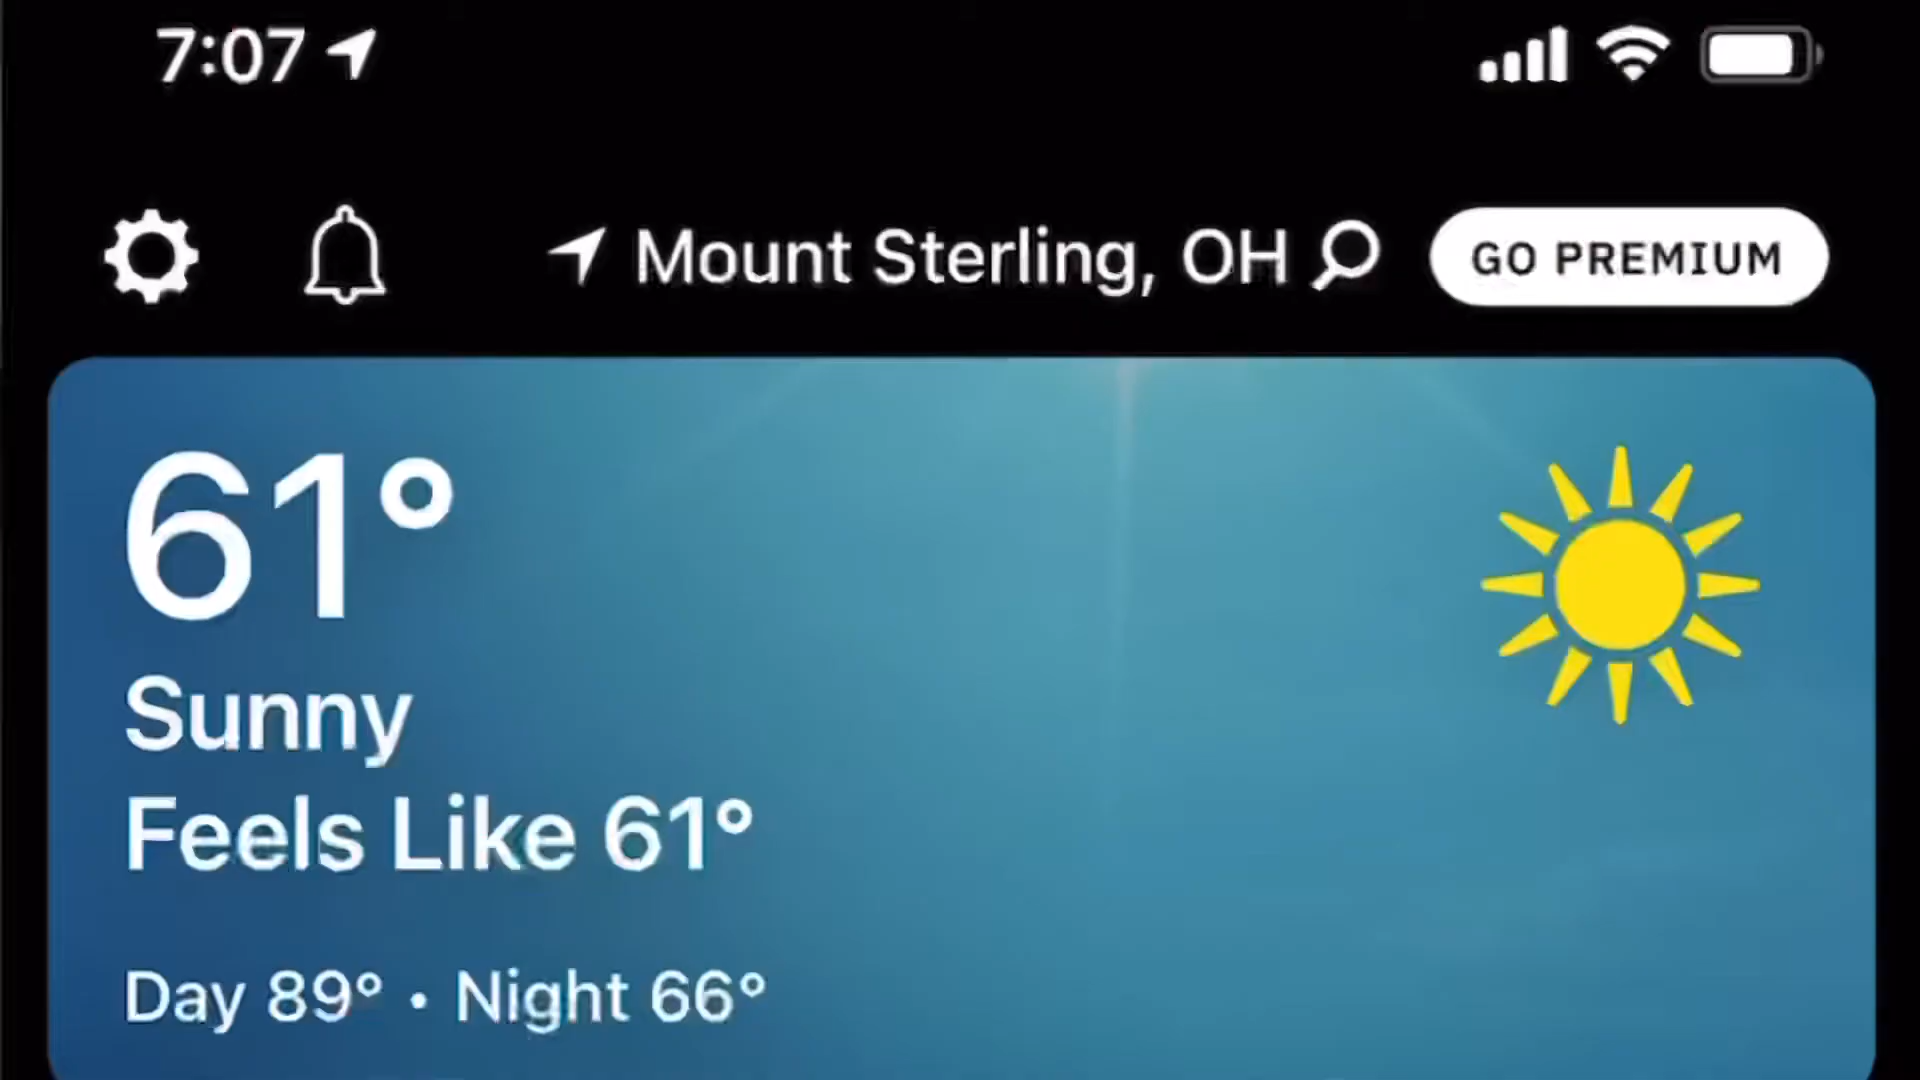 7:07
Mount Sterling, OH
GO PREMIUM
61°
Sunny
Feels Like 61°
Day 89° • Night 66°